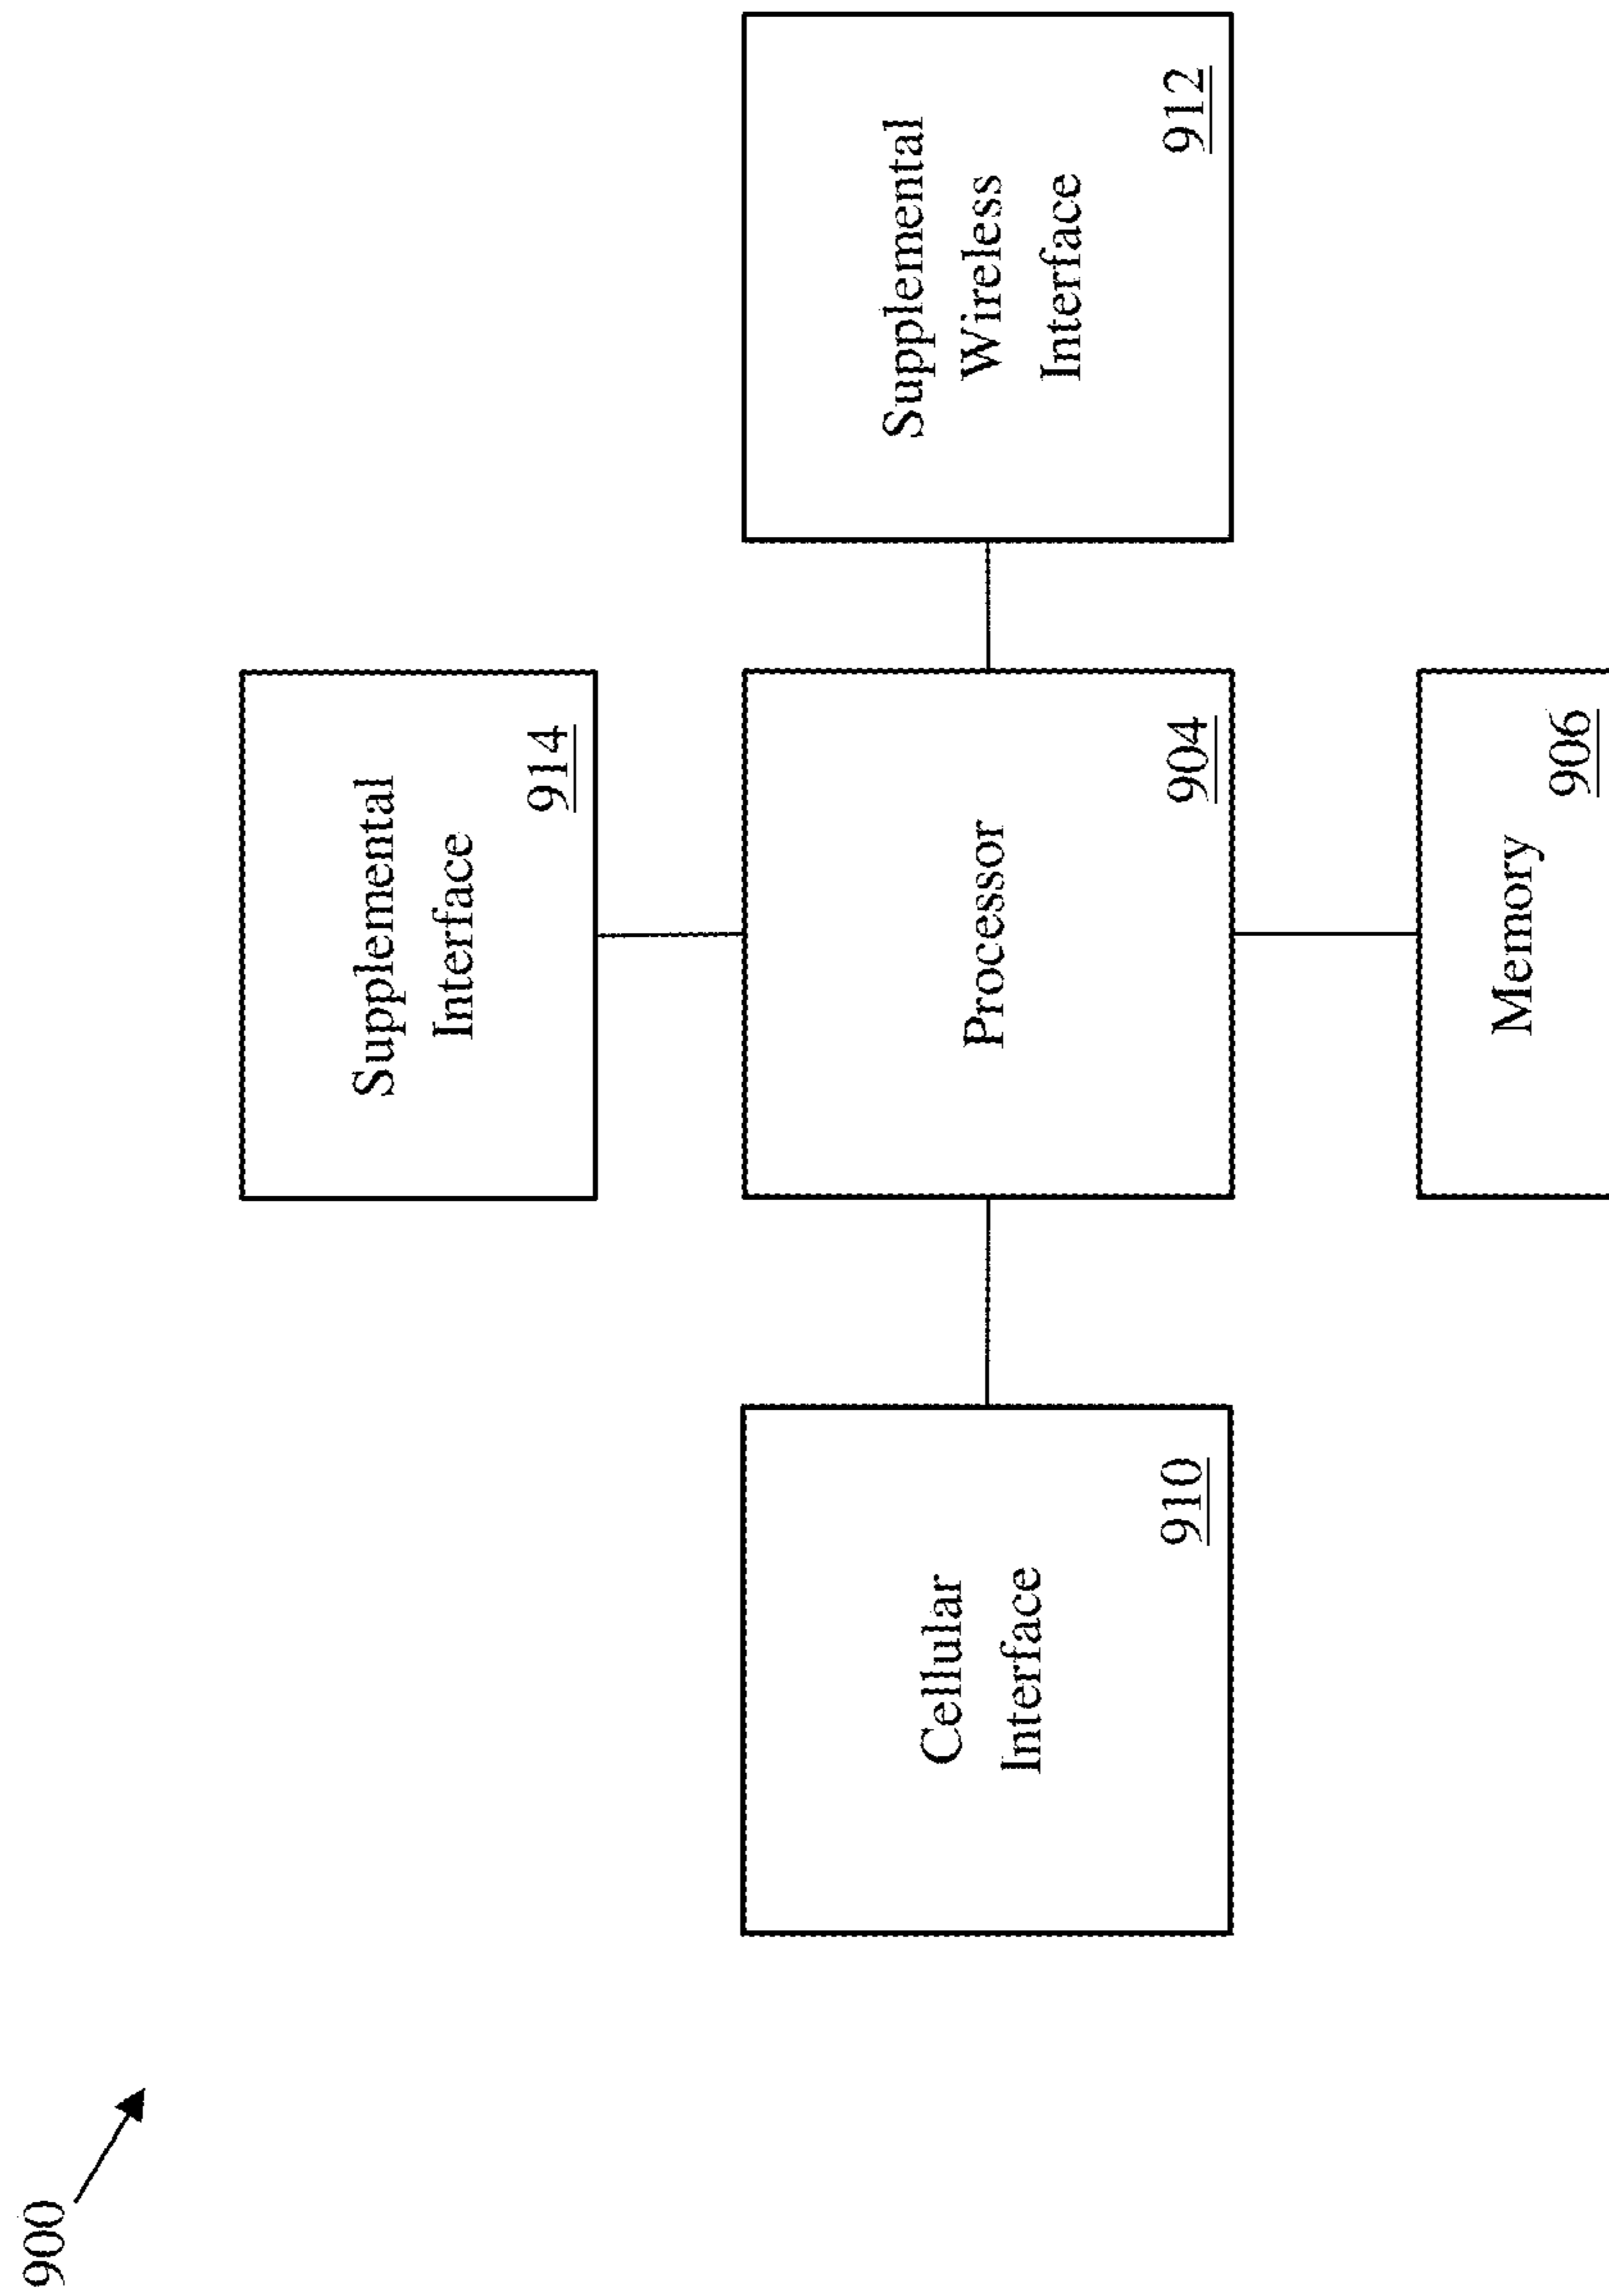 900
Supplemental
Interface
914
Cellular
Interface
910
Processor
904
Supplemental
Wireless
Interface
912
Memory
906